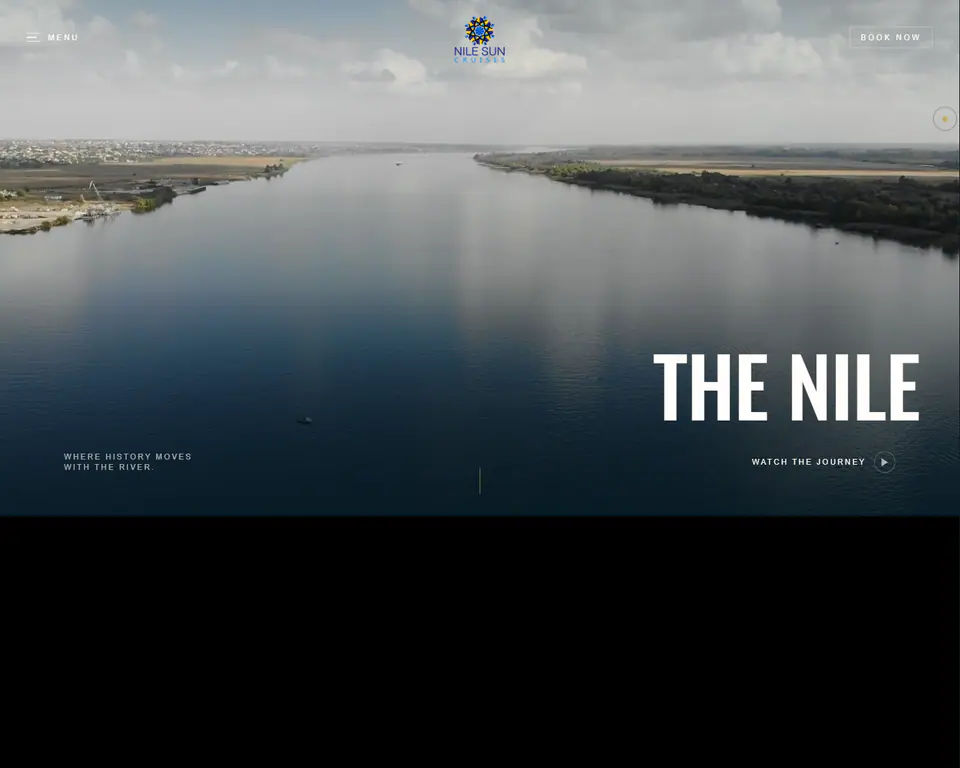 MENU
NILE SUN
CRUISES
BOOK NOW
THE NILE
WHERE HISTORY MOVES
WITH THE RIVER.
WATCH THE JOURNEY